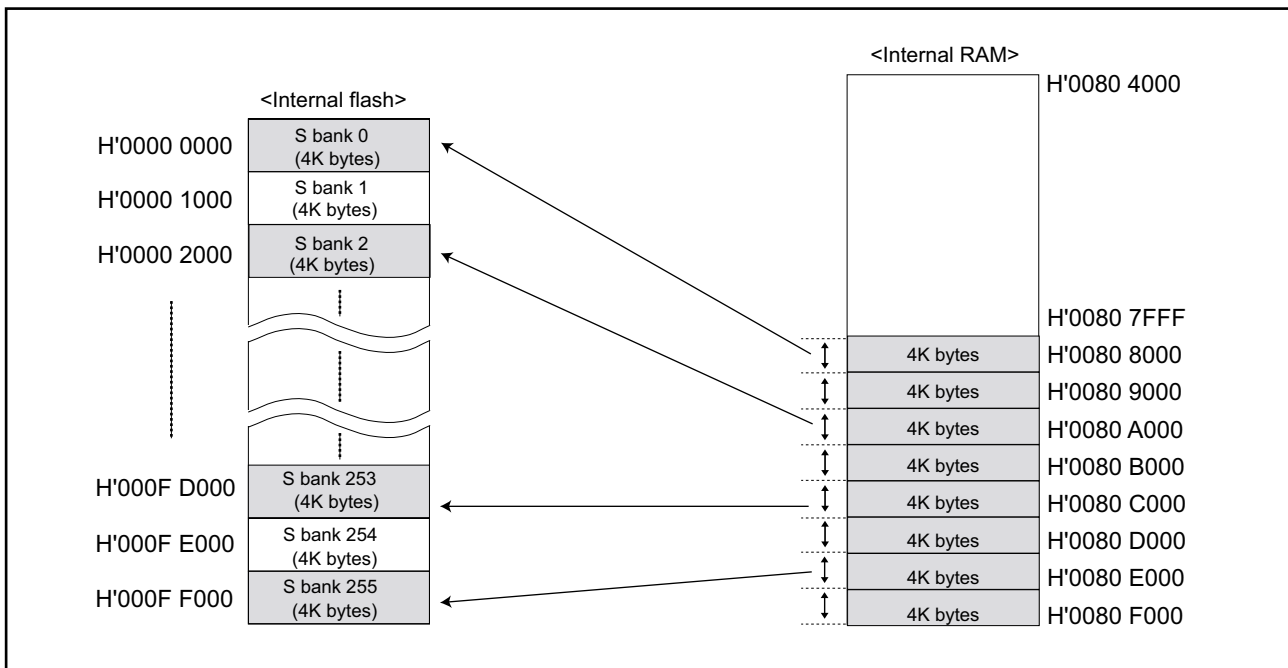 <Internal flash>
H'0000 0000
S bank 0
(4K bytes)
H'0000 1000
S bank 1
(4K bytes)
H'0000 2000
S bank 2
(4K bytes)
H'000F D000
S bank 253
(4K bytes)
H'000F E000
S bank 254
(4K bytes)
H'000F F000
S bank 255
(4K bytes)
<Internal RAM>
H'0080 4000
H'0080 7FFF
4K bytes H'0080 8000
4K bytes H'0080 9000
4K bytes H'0080 A000
4K bytes H'0080 B000
4K bytes H'0080 C000
4K bytes H'0080 D000
4K bytes H'0080 E000
4K bytes H'0080 F000